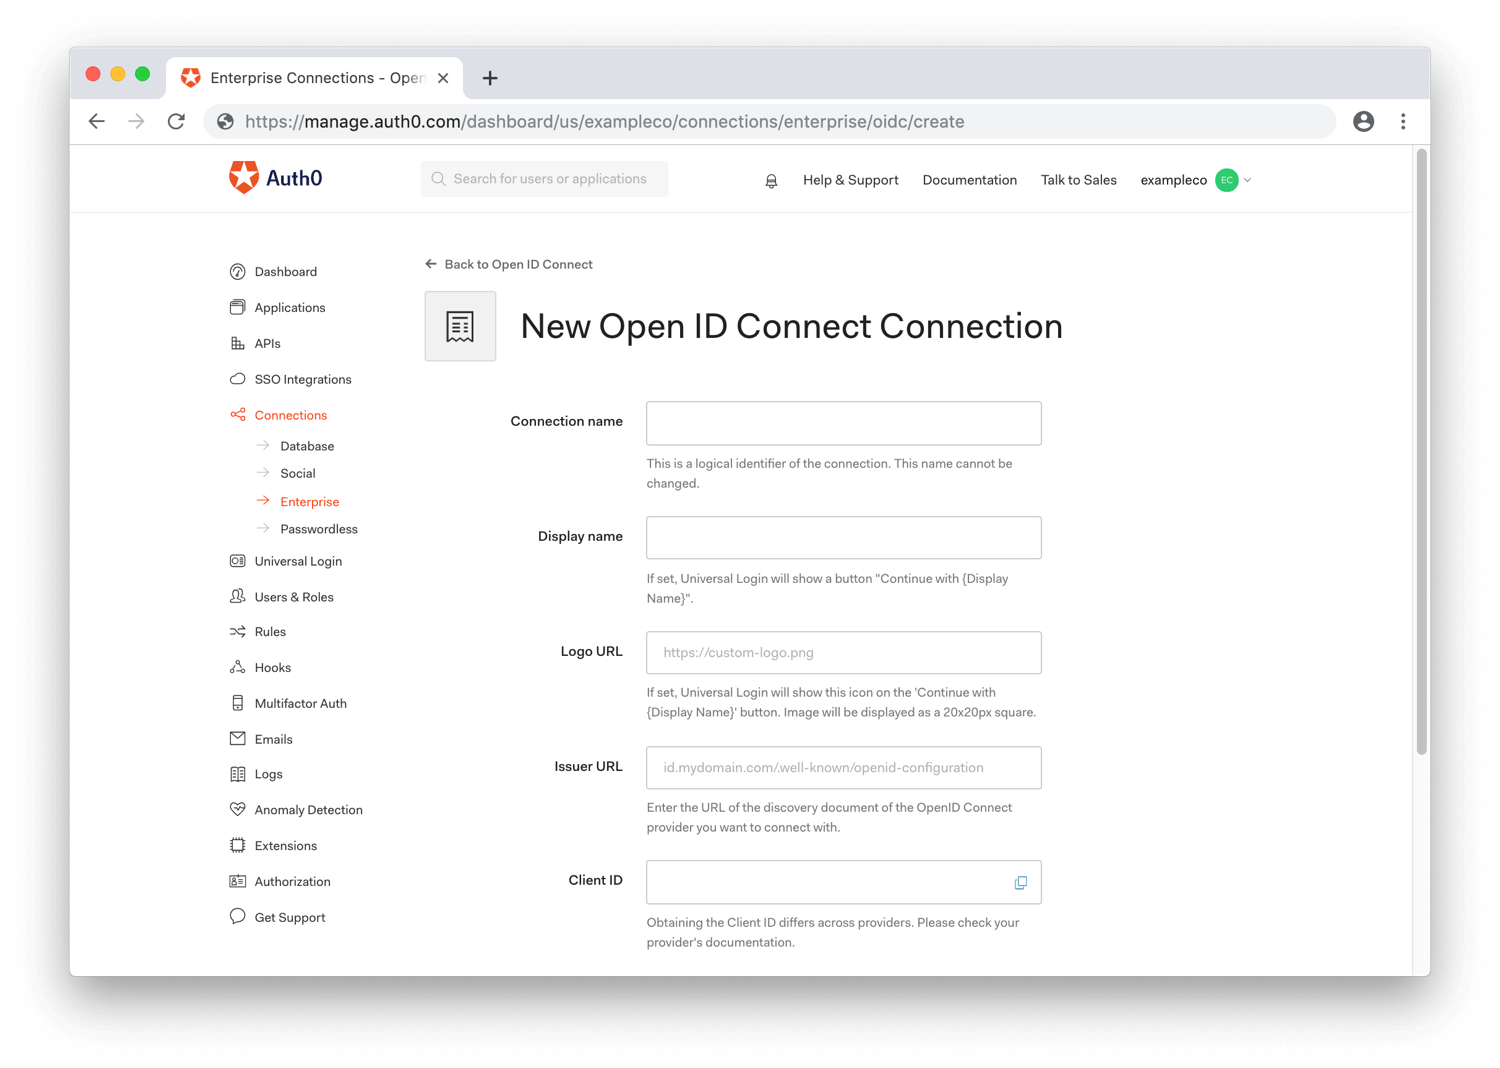 Enterprise Connections - Open
https://manage.auth0.com/dashboard/us/exampleco/connections/enterprise/oidc/create
Auth0
Search for users or applications
Help & Support
Documentation
Talk to Sales
exampleco
EC
Dashboard
Applications
APIs
SSO Integrations
Connections
Database
Social
Enterprise
Passwordless
Universal Login
Users & Roles
Rules
Hooks
Multifactor Auth
Emails
Logs
Anomaly Detection
Extensions
Authorization
Get Support
Back to Open ID Connect
New Open ID Connect Connection
Connection name
This is a logical identifier of the connection. This name cannot be
changed.
Display name
If set, Universal Login will show a button "Continue with {Display
Name}".
Logo URL
https://custom-logo.png
If set, Universal Login will show this icon on the 'Continue with
{Display Name}' button. Image will be displayed as a 20x20px square.
Issuer URL
id.mydomain.com/.well-known/openid-configuration
Enter the URL of the discovery document of the OpenID Connect
provider you want to connect with.
Client ID
Obtaining the Client ID differs across providers. Please check your
provider's documentation.